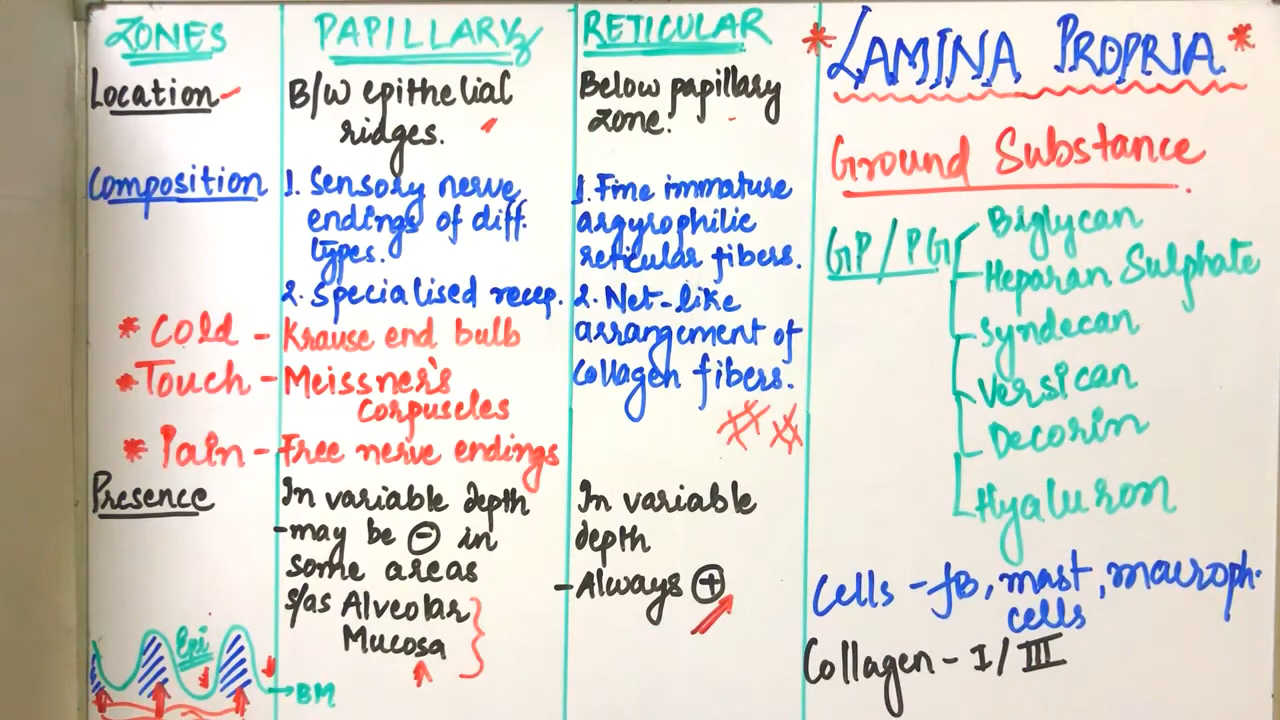 ZONES
PAPILLARY
RETICULAR
Location
B/W epithelial
ridges.
Below papillary
zone.
Composition
1. Sensory nerve
endings of diff.
types.
2. Specialised recep.
1. Fine immature
argyrophilic
reticular fibers.
2. Net-like
arrangement of
collagen fibers.
* Cold - Krause end bulb
* Touch - Meissner's
corpuscles
* Pain - Free nerve endings
Presence
In variable depth
- may be ⊖ in
some areas
s/as Alveolar
Mucosa
In variable
depth
- Always ⊕
Epi
→ BM
* LAMINA PROPRIA *
Ground Substance
GP/PG
Biglycan
Heparan Sulphate
Syndecan
Versican
Decorin
Hyaluron
Cells - fB, mast, macroph.
cells
Collagen - I / III